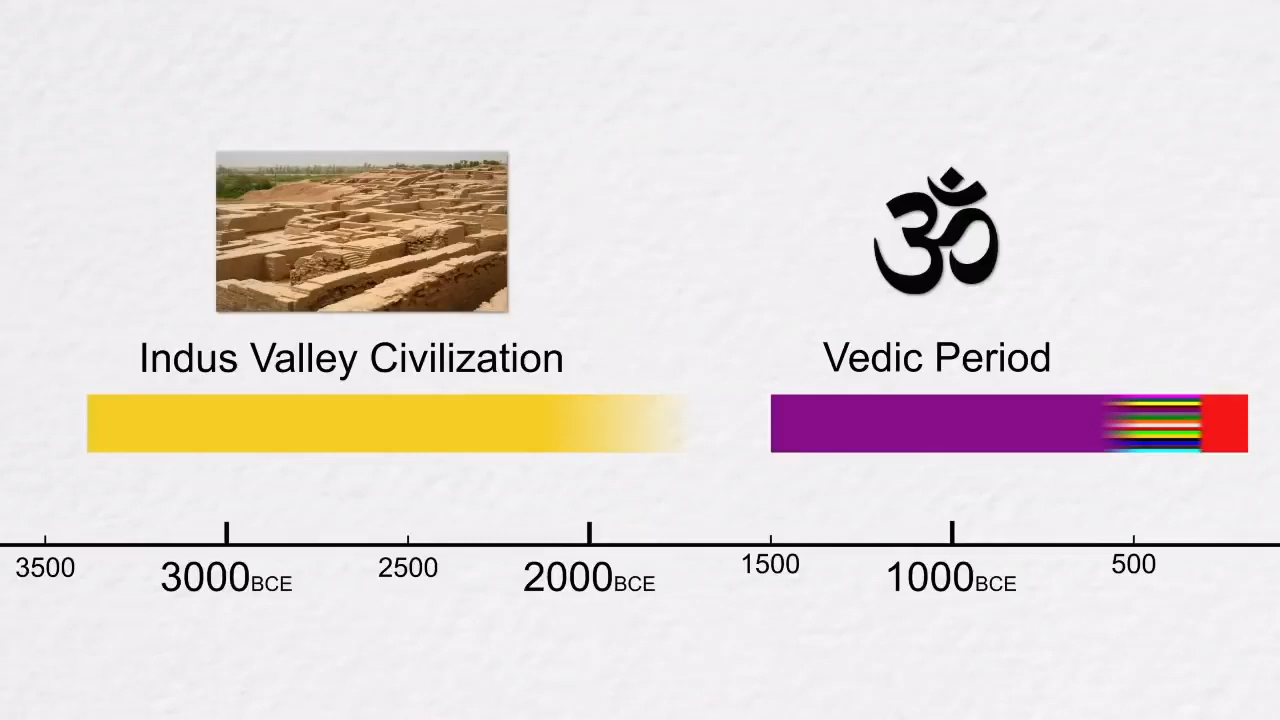 ॐ
Indus Valley Civilization
Vedic Period
3500 3000BCE 2500 2000BCE 1500 1000BCE 500